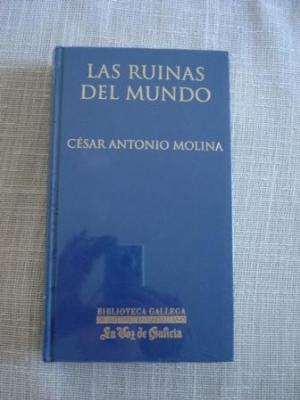 LAS RUINAS
DEL MUNDO
CÉSAR ANTONIO MOLINA
BIBLIOTECA GALLEGA
La Voz de Galicia